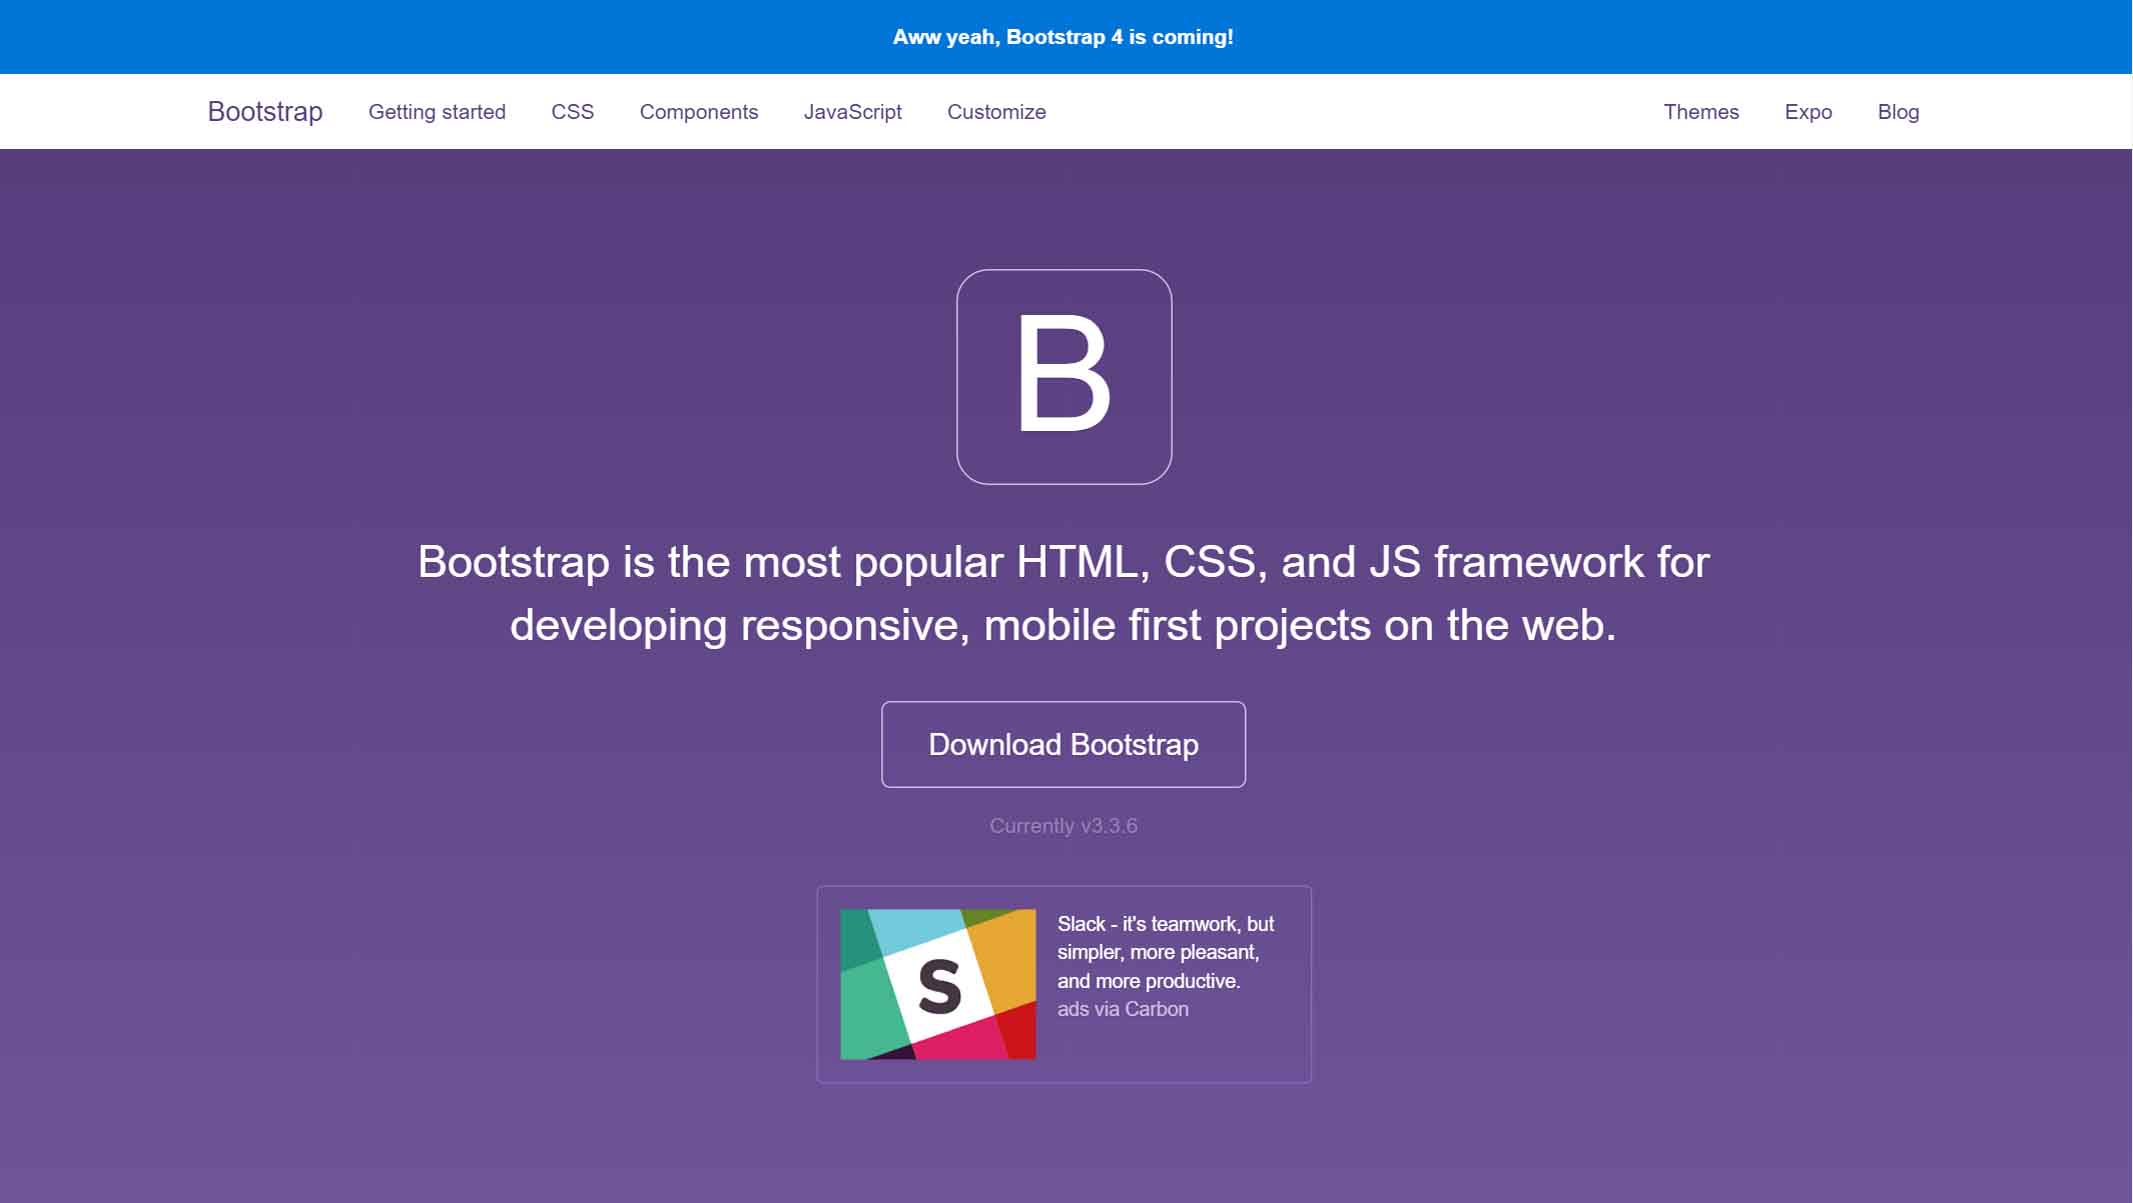 Aww yeah, Bootstrap 4 is coming!
Bootstrap Getting started CSS Components JavaScript Customize Themes Expo Blog
B
Bootstrap is the most popular HTML, CSS, and JS framework for
developing responsive, mobile first projects on the web.
Download Bootstrap
Currently v3.3.6
S
Slack - it's teamwork, but
simpler, more pleasant,
and more productive.
ads via Carbon